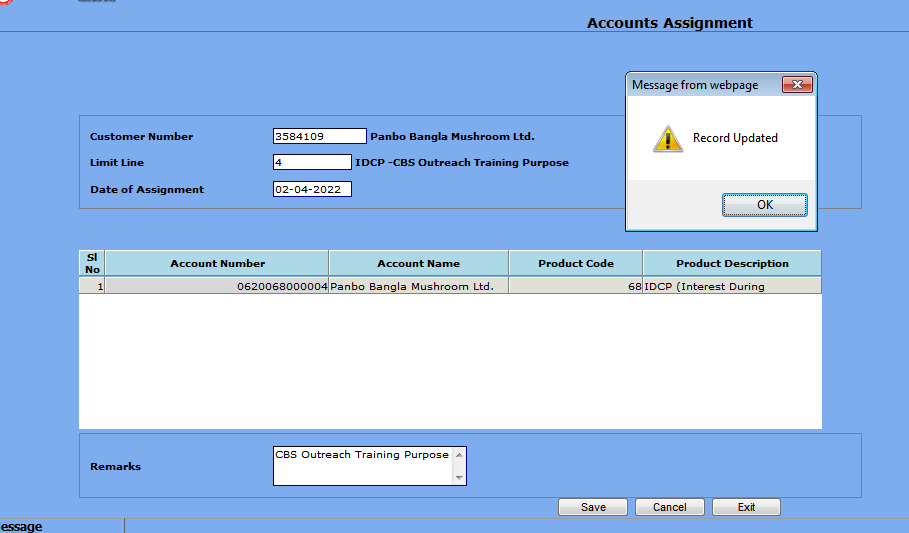 Accounts Assignment
Message from webpage
Record Updated
OK
Customer Number 3584109 Panbo Bangla Mushroom Ltd.
Limit Line 4 IDCP -CBS Outreach Training Purpose
Date of Assignment 02-04-2022
Sl No Account Number Account Name Product Code Product Description
1 0620068000004 Panbo Bangla Mushroom Ltd. 68 IDCP (Interest During
Remarks CBS Outreach Training Purpose
Save Cancel Exit
essage